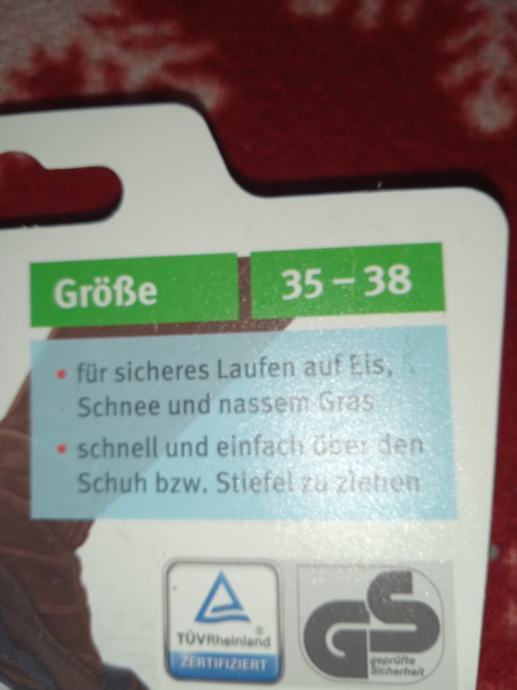 Größe 35 – 38
• für sicheres Laufen auf Eis,
Schnee und nassem Gras
• schnell und einfach über den
Schuh bzw. Stiefel zu ziehen
TÜVRheinland®
ZERTIFIZIERT
GS
geprüfte
Sicherheit